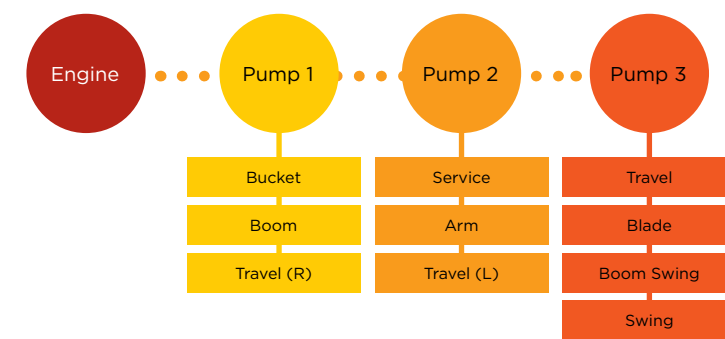 Engine
Pump 1
Pump 2
Pump 3
Bucket
Service
Travel
Boom
Arm
Blade
Travel (R)
Travel (L)
Boom Swing
Swing